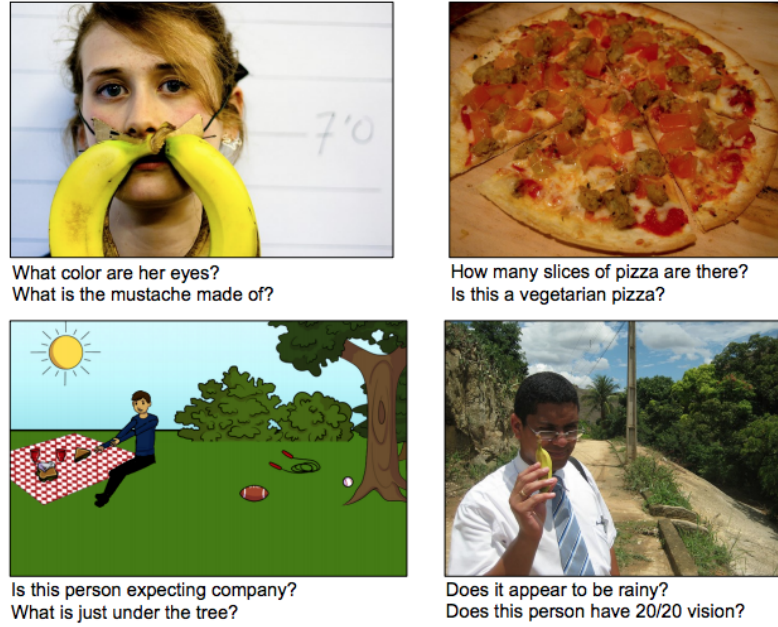 7'0
What color are her eyes?
What is the mustache made of?
How many slices of pizza are there?
Is this a vegetarian pizza?
Is this person expecting company?
What is just under the tree?
Does it appear to be rainy?
Does this person have 20/20 vision?